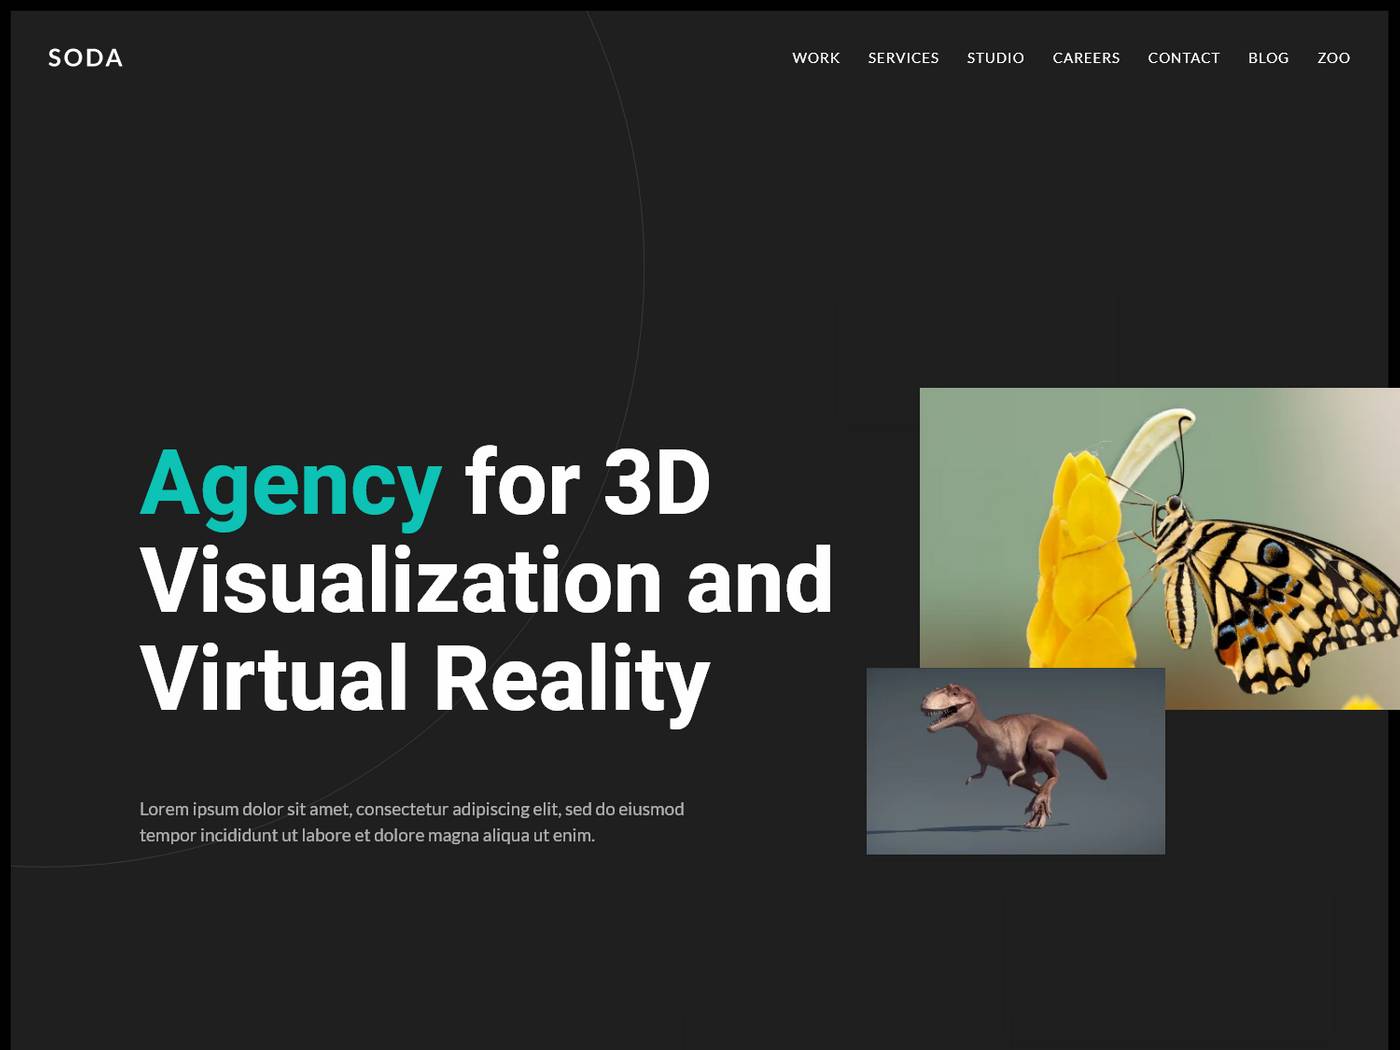 SODA
WORK SERVICES STUDIO CAREERS CONTACT BLOG ZOO
Agency for 3D
Visualization and
Virtual Reality
Lorem ipsum dolor sit amet, consectetur adipiscing elit, sed do eiusmod
tempor incididunt ut labore et dolore magna aliqua ut enim.